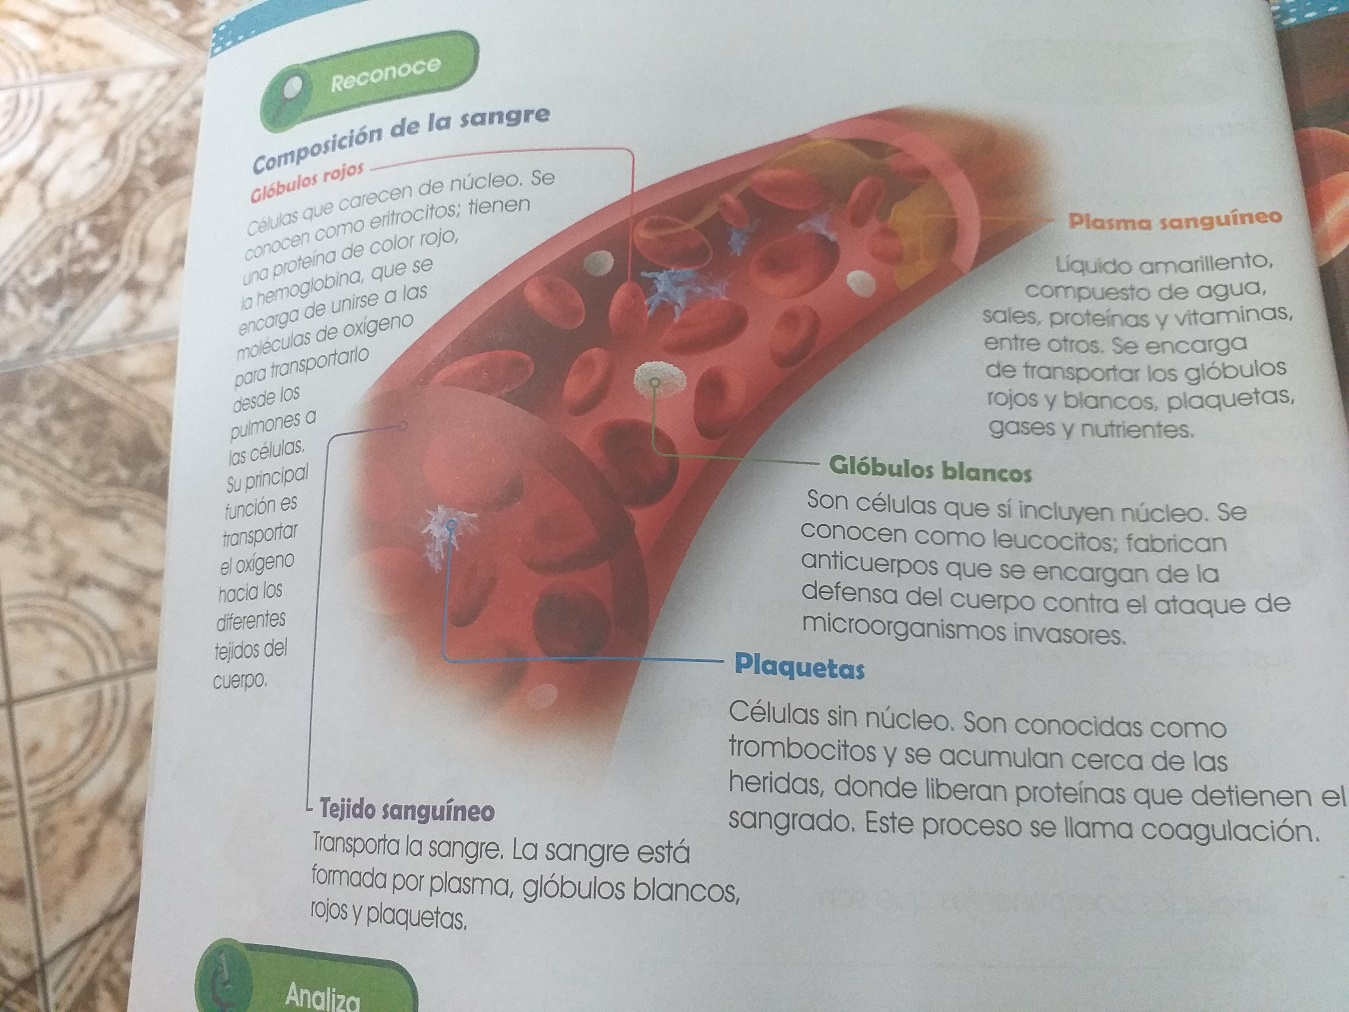 Reconoce
Composición de la sangre
Glóbulos rojos
Células que carecen de núcleo. Se
conocen como eritrocitos; tienen
una proteína de color rojo,
la hemoglobina, que se
encarga de unirse a las
moléculas de oxígeno
para transportarlo
desde los
pulmones a
las células.
Su principal
función es
transportar
el oxígeno
hacia los
diferentes
tejidos del
cuerpo.
Plasma sanguíneo
Líquido amarillento,
compuesto de agua,
sales, proteínas y vitaminas,
entre otros. Se encarga
de transportar los glóbulos
rojos y blancos, plaquetas,
gases y nutrientes.
Glóbulos blancos
Son células que sí incluyen núcleo. Se
conocen como leucocitos; fabrican
anticuerpos que se encargan de la
defensa del cuerpo contra el ataque de
microorganismos invasores.
Plaquetas
Células sin núcleo. Son conocidas como
trombocitos y se acumulan cerca de las
heridas, donde liberan proteínas que detienen el
sangrado. Este proceso se llama coagulación.
Tejido sanguíneo
Transporta la sangre. La sangre está
formada por plasma, glóbulos blancos,
rojos y plaquetas.
Analiza